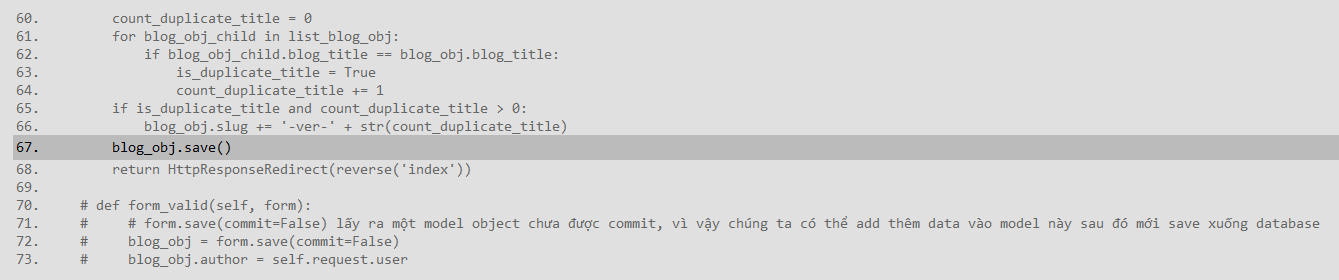 60.         count_duplicate_title = 0
61.         for blog_obj_child in list_blog_obj:
62.             if blog_obj_child.blog_title == blog_obj.blog_title:
63.                 is_duplicate_title = True
64.                 count_duplicate_title += 1
65.         if is_duplicate_title and count_duplicate_title > 0:
66.             blog_obj.slug += '-ver-' + str(count_duplicate_title)
67.         blog_obj.save()
68.         return HttpResponseRedirect(reverse('index'))
69.
70.     # def form_valid(self, form):
71.     #     # form.save(commit=False) lấy ra một model object chưa được commit, vì vậy chúng ta có thể add thêm data vào model này sau đó mới save xuống database
72.     #     blog_obj = form.save(commit=False)
73.     #     blog_obj.author = self.request.user